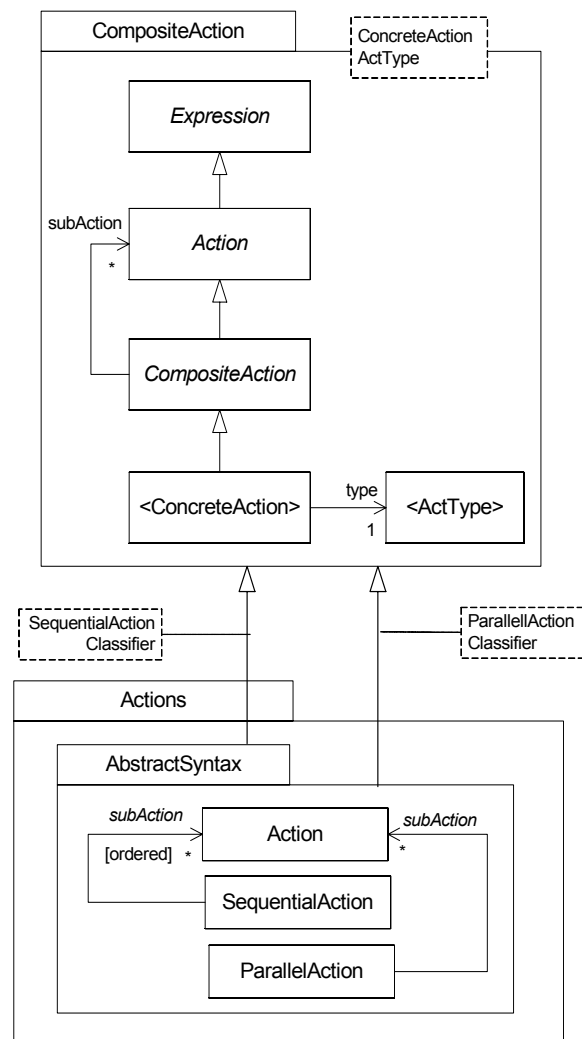 CompositeAction
ConcreteAction
ActType
Expression
subAction
Action
*
CompositeAction
<ConcreteAction>
type
1
<ActType>
SequentialAction
Classifier
ParallellAction
Classifier
Actions
AbstractSyntax
subAction
subAction
Action
[ordered]
*
*
SequentialAction
ParallelAction